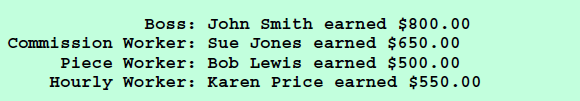 Boss: John Smith earned $800.00
Commission Worker: Sue Jones earned $650.00
Piece Worker: Bob Lewis earned $500.00
Hourly Worker: Karen Price earned $550.00